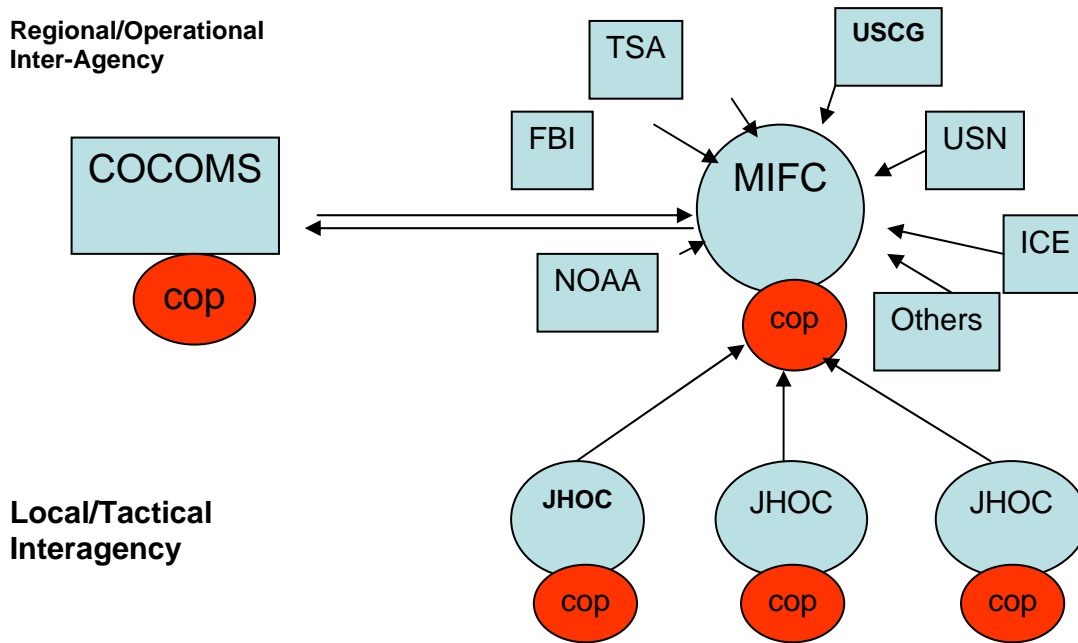 Regional/Operational
Inter-Agency
TSA
USCG
FBI
USN
COCOMS
MIFC
ICE
NOAA
cop
cop
Others
JHOC
JHOC
JHOC
Local/Tactical
Interagency
cop
cop
cop